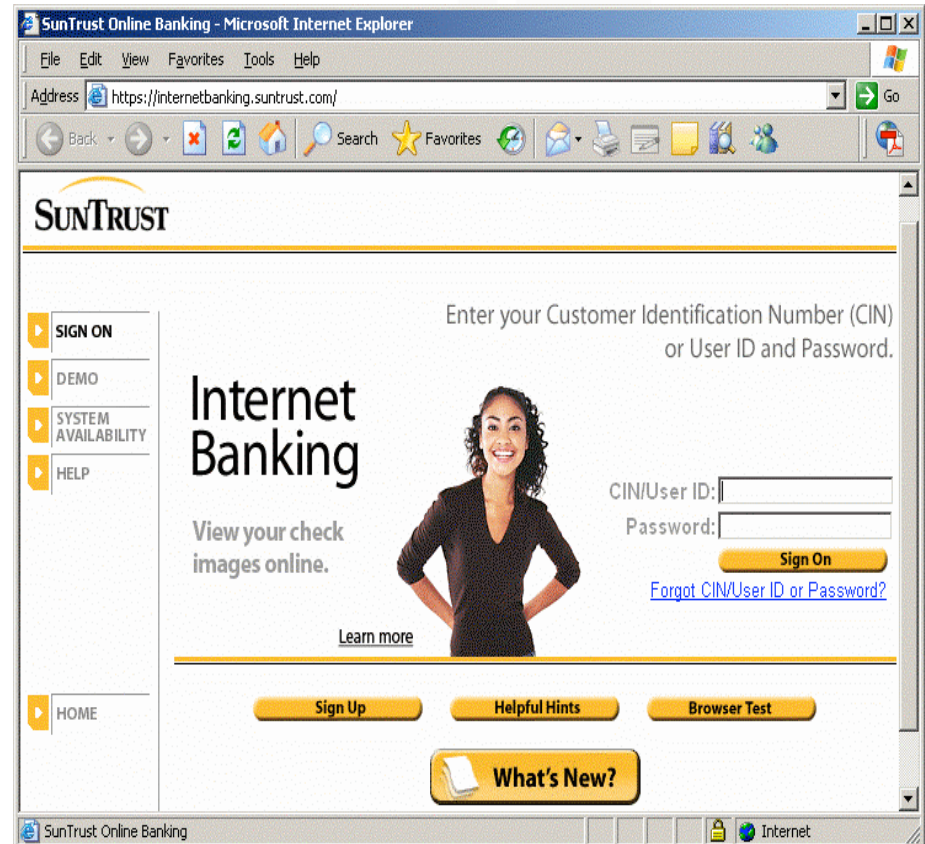 SunTrust Online Banking - Microsoft Internet Explorer
File Edit View Favorites Tools Help
Address https://internetbanking.suntrust.com/ Go
Back Search Favorites
SUNTRUST
Enter your Customer Identification Number (CIN)
or User ID and Password.
SIGN ON
DEMO
SYSTEM
AVAILABILITY
HELP
HOME
Internet
Banking
View your check
images online.
Learn more
CIN/User ID:
Password:
Sign On
Forgot CIN/User ID or Password?
Sign Up Helpful Hints Browser Test
What's New?
SunTrust Online Banking Internet